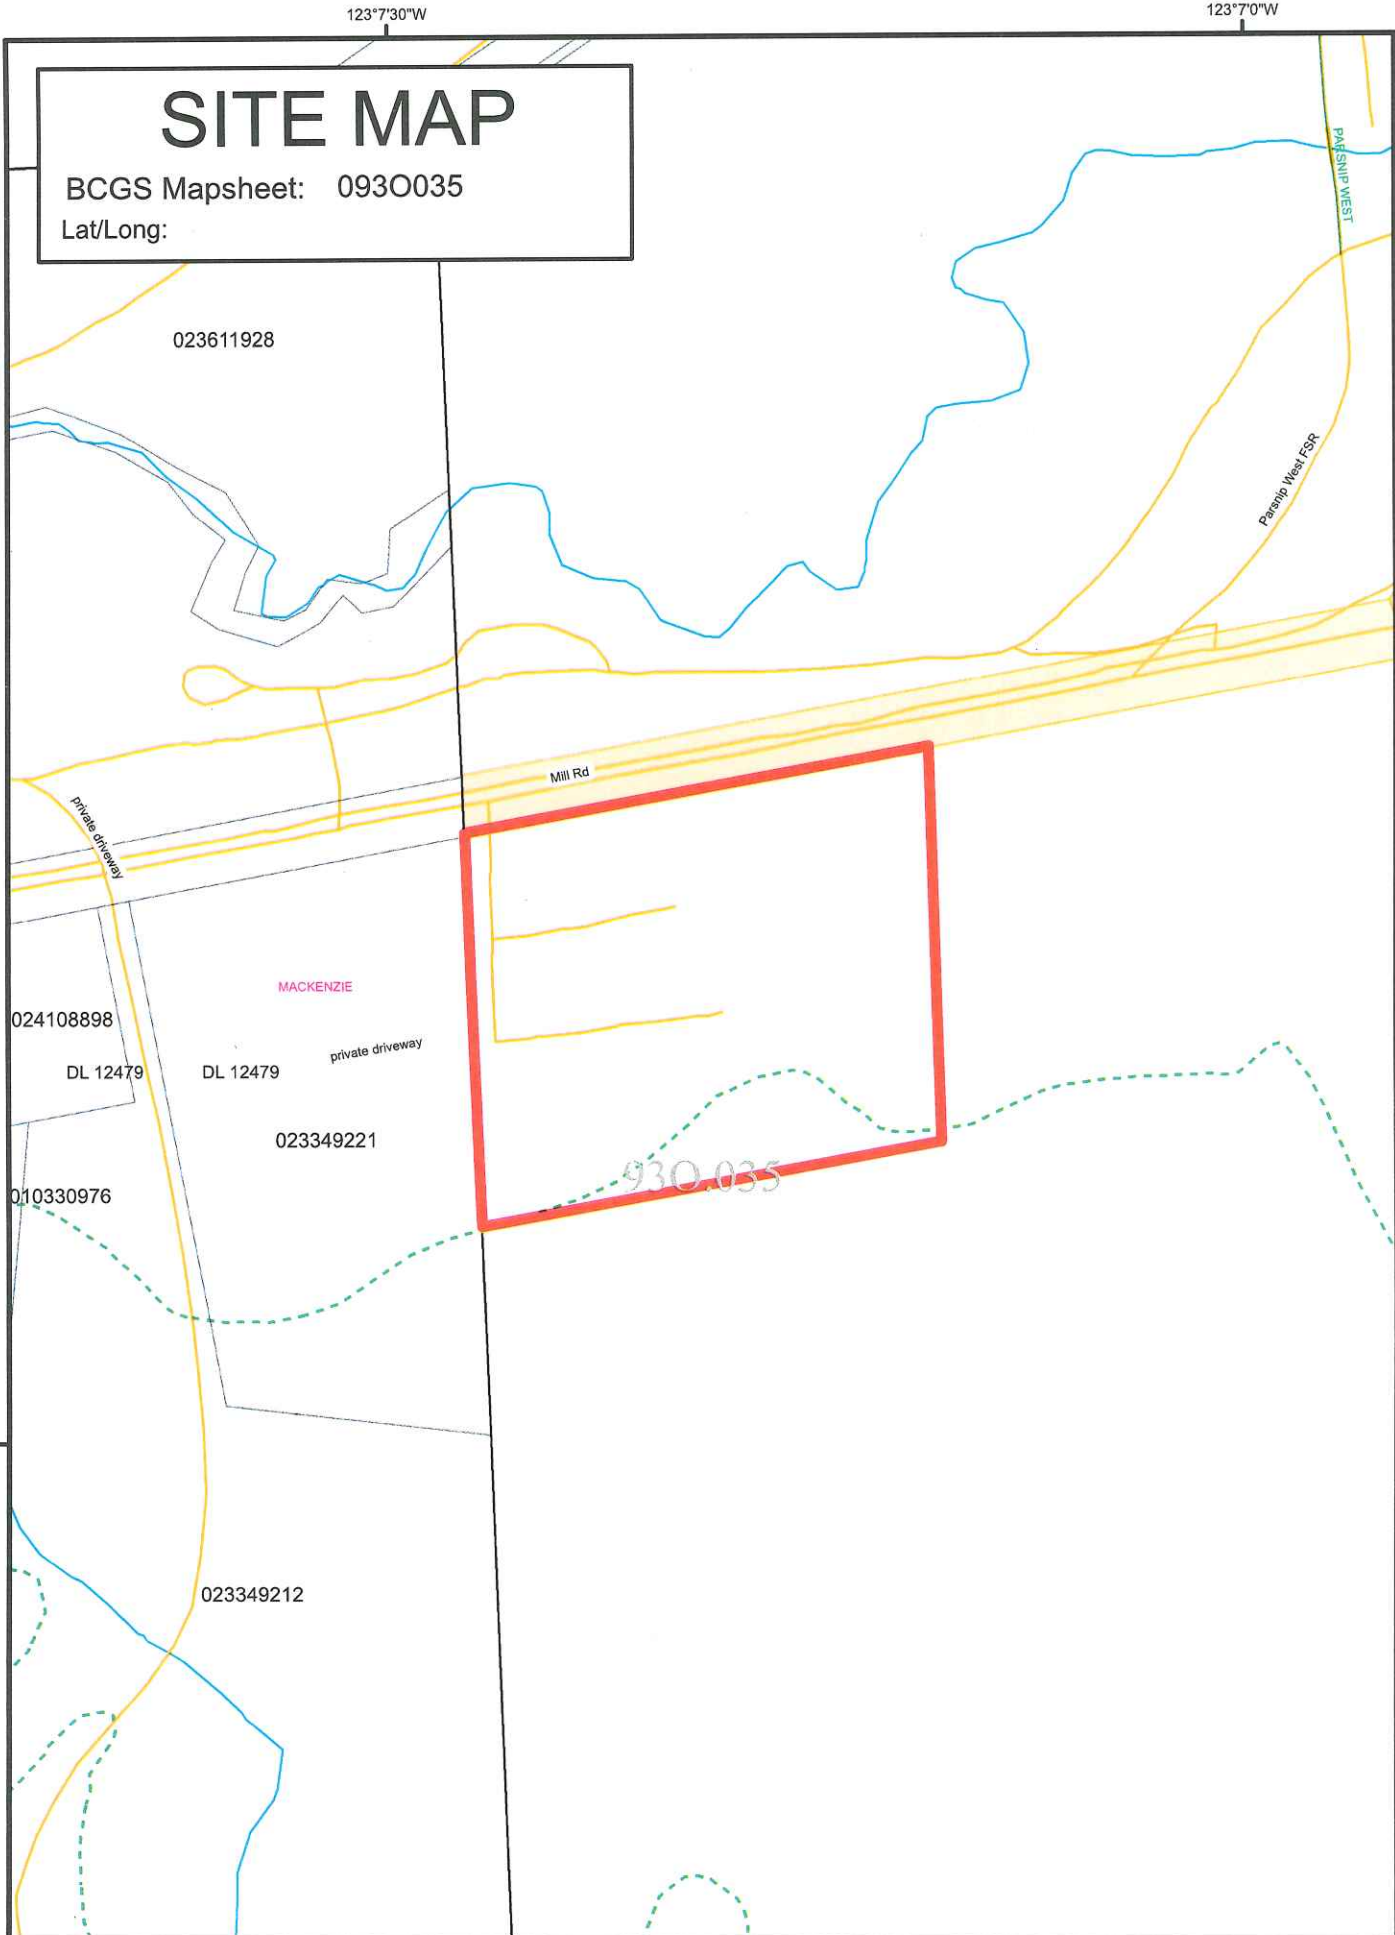 123°7'30"W
123°7'0"W
SITE MAP
BCGS Mapsheet: 093O035
Lat/Long:
PARSNIP WEST
023611928
Parsnip West FSR
Mill Rd
private driveway
MACKENZIE
024108898
private driveway
DL 12479
DL 12479
023349221
93O.035
010330976
023349212